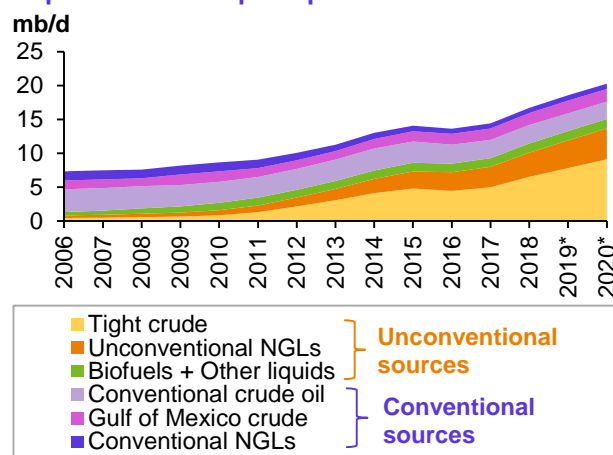 mb/d
25
20
15
10
5
0
2006
2007
2008
2009
2010
2011
2012
2013
2014
2015
2016
2017
2018
2019*
2020*
Tight crude
Unconventional NGLs
Biofuels + Other liquids
Unconventional
sources
Conventional crude oil
Gulf of Mexico crude
Conventional NGLs
Conventional
sources